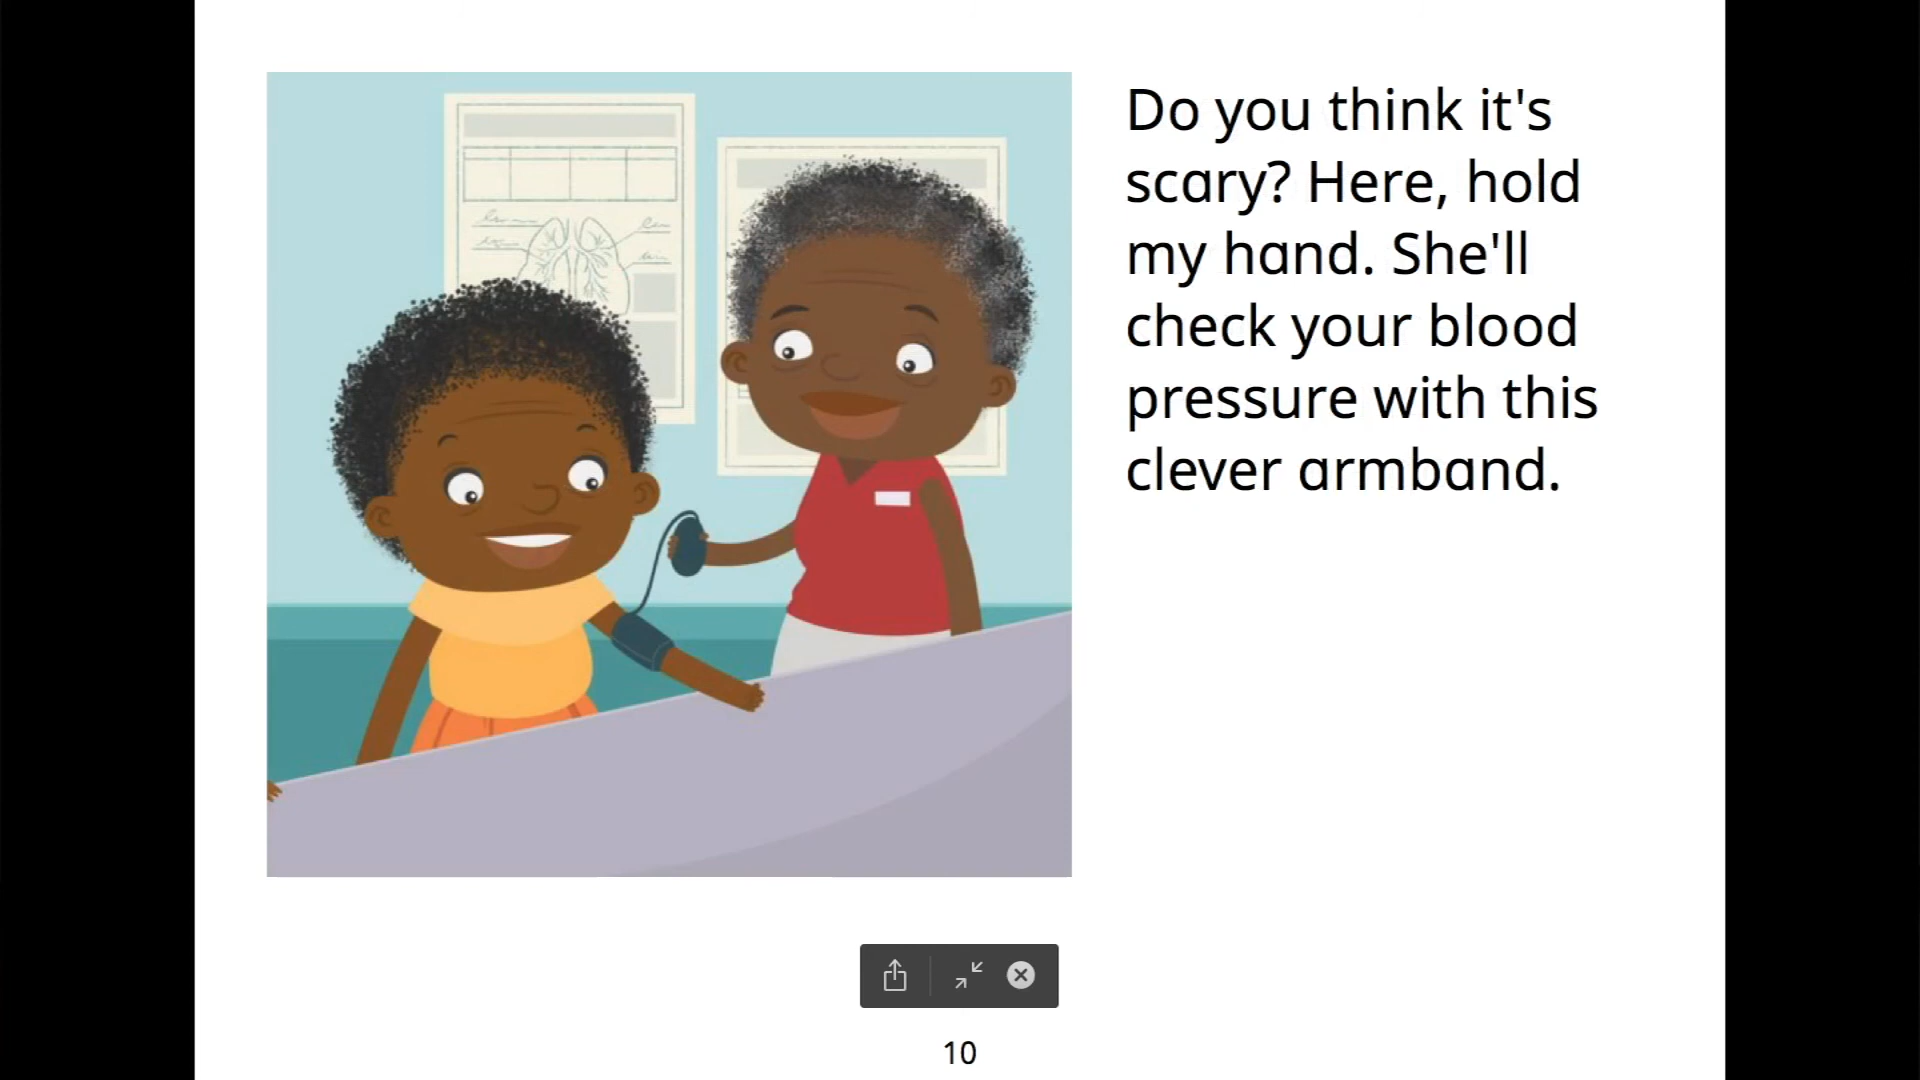 Do you think it's
scary? Here, hold
my hand. She'll
check your blood
pressure with this
clever armband.
10